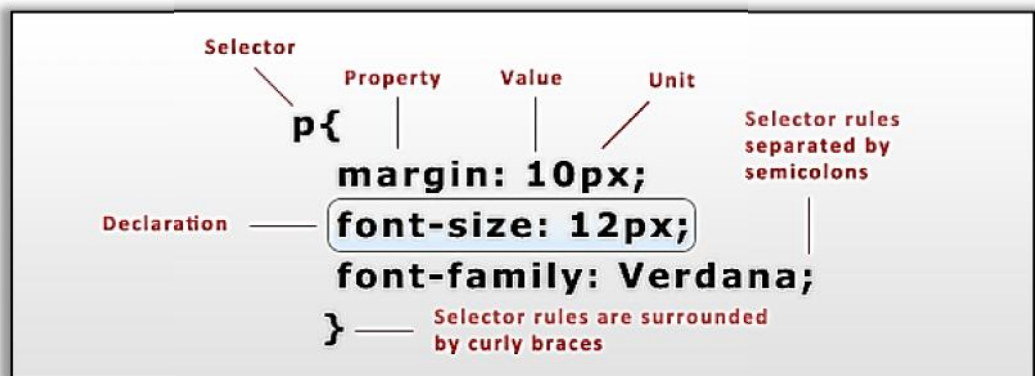 Selector
Property
Value
Unit
p{
Selector rules
separated by
semicolons
margin: 10px;
Declaration
font-size: 12px;
font-family: Verdana;
}
Selector rules are surrounded
by curly braces